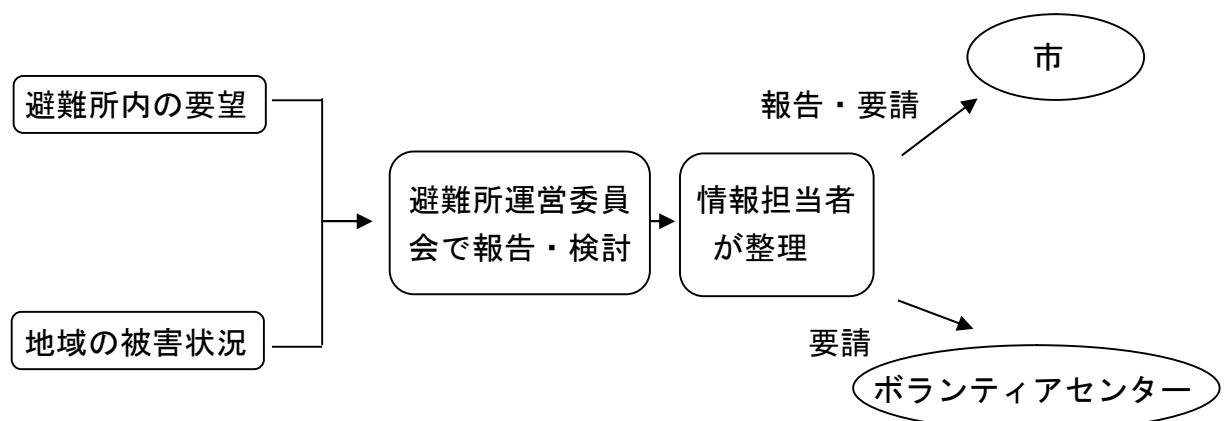 市
避難所内の要望
報告・要請
避難所運営委員
会で報告・検討
情報担当者
が整理
地域の被害状況
要請
ボランティアセンター